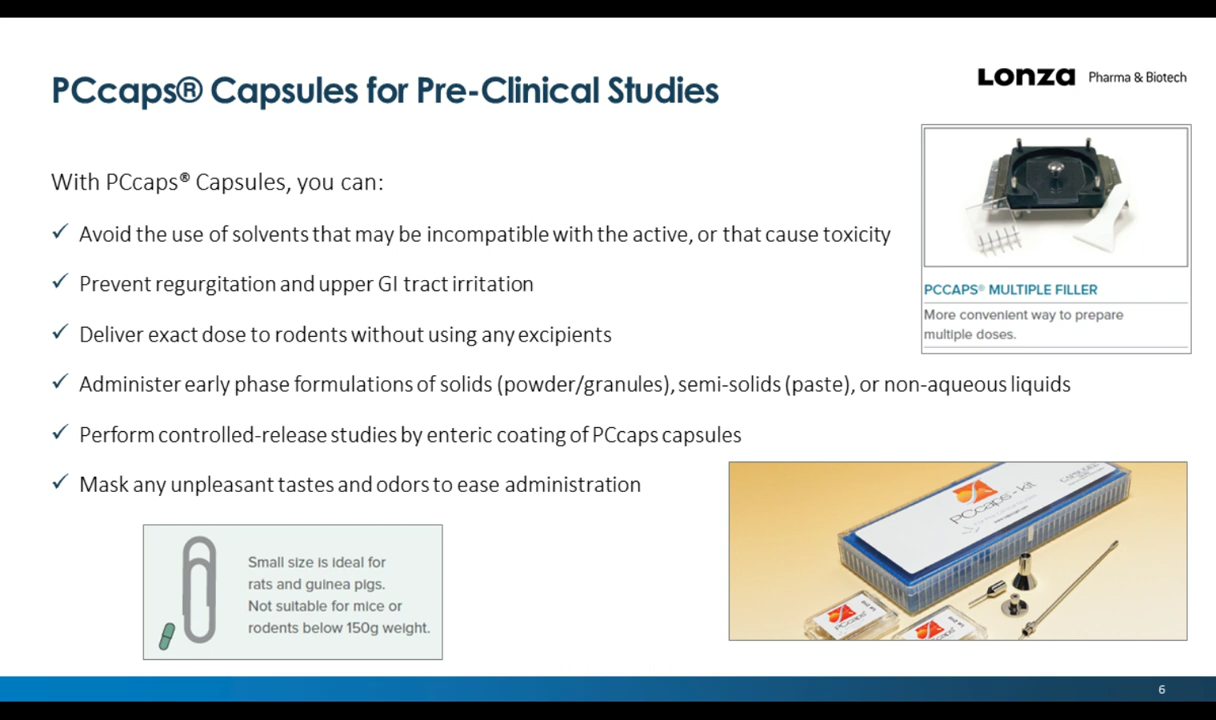 PCcaps® Capsules for Pre-Clinical Studies
Lonza Pharma & Biotech
With PCcaps® Capsules, you can:
✓ Avoid the use of solvents that may be incompatible with the active, or that cause toxicity
✓ Prevent regurgitation and upper GI tract irritation
✓ Deliver exact dose to rodents without using any excipients
✓ Administer early phase formulations of solids (powder/granules), semi-solids (paste), or non-aqueous liquids
✓ Perform controlled-release studies by enteric coating of PCcaps capsules
✓ Mask any unpleasant tastes and odors to ease administration
PCCAPS® MULTIPLE FILLER
More convenient way to prepare
multiple doses.
Small size is ideal for
rats and guinea pigs.
Not suitable for mice or
rodents below 150g weight.
PCcaps - kit
PCcaps
PCcaps
6